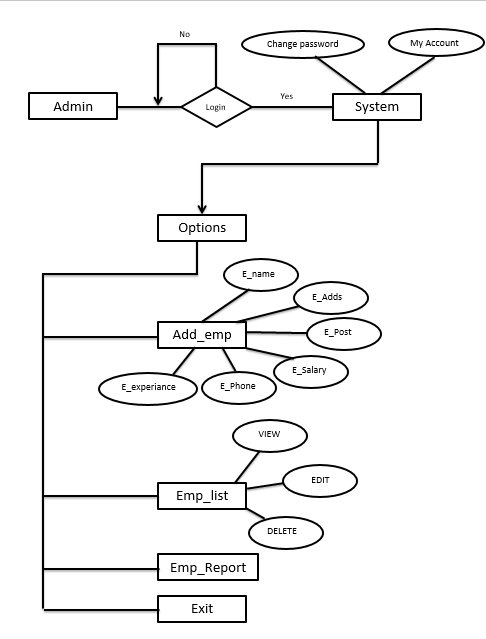 No
Change password
My Account
Admin
Login
Yes
System
Options
E_name
E_Adds
Add_emp
E_Post
E_Salary
E_experiance
E_Phone
VIEW
EDIT
Emp_list
DELETE
Emp_Report
Exit